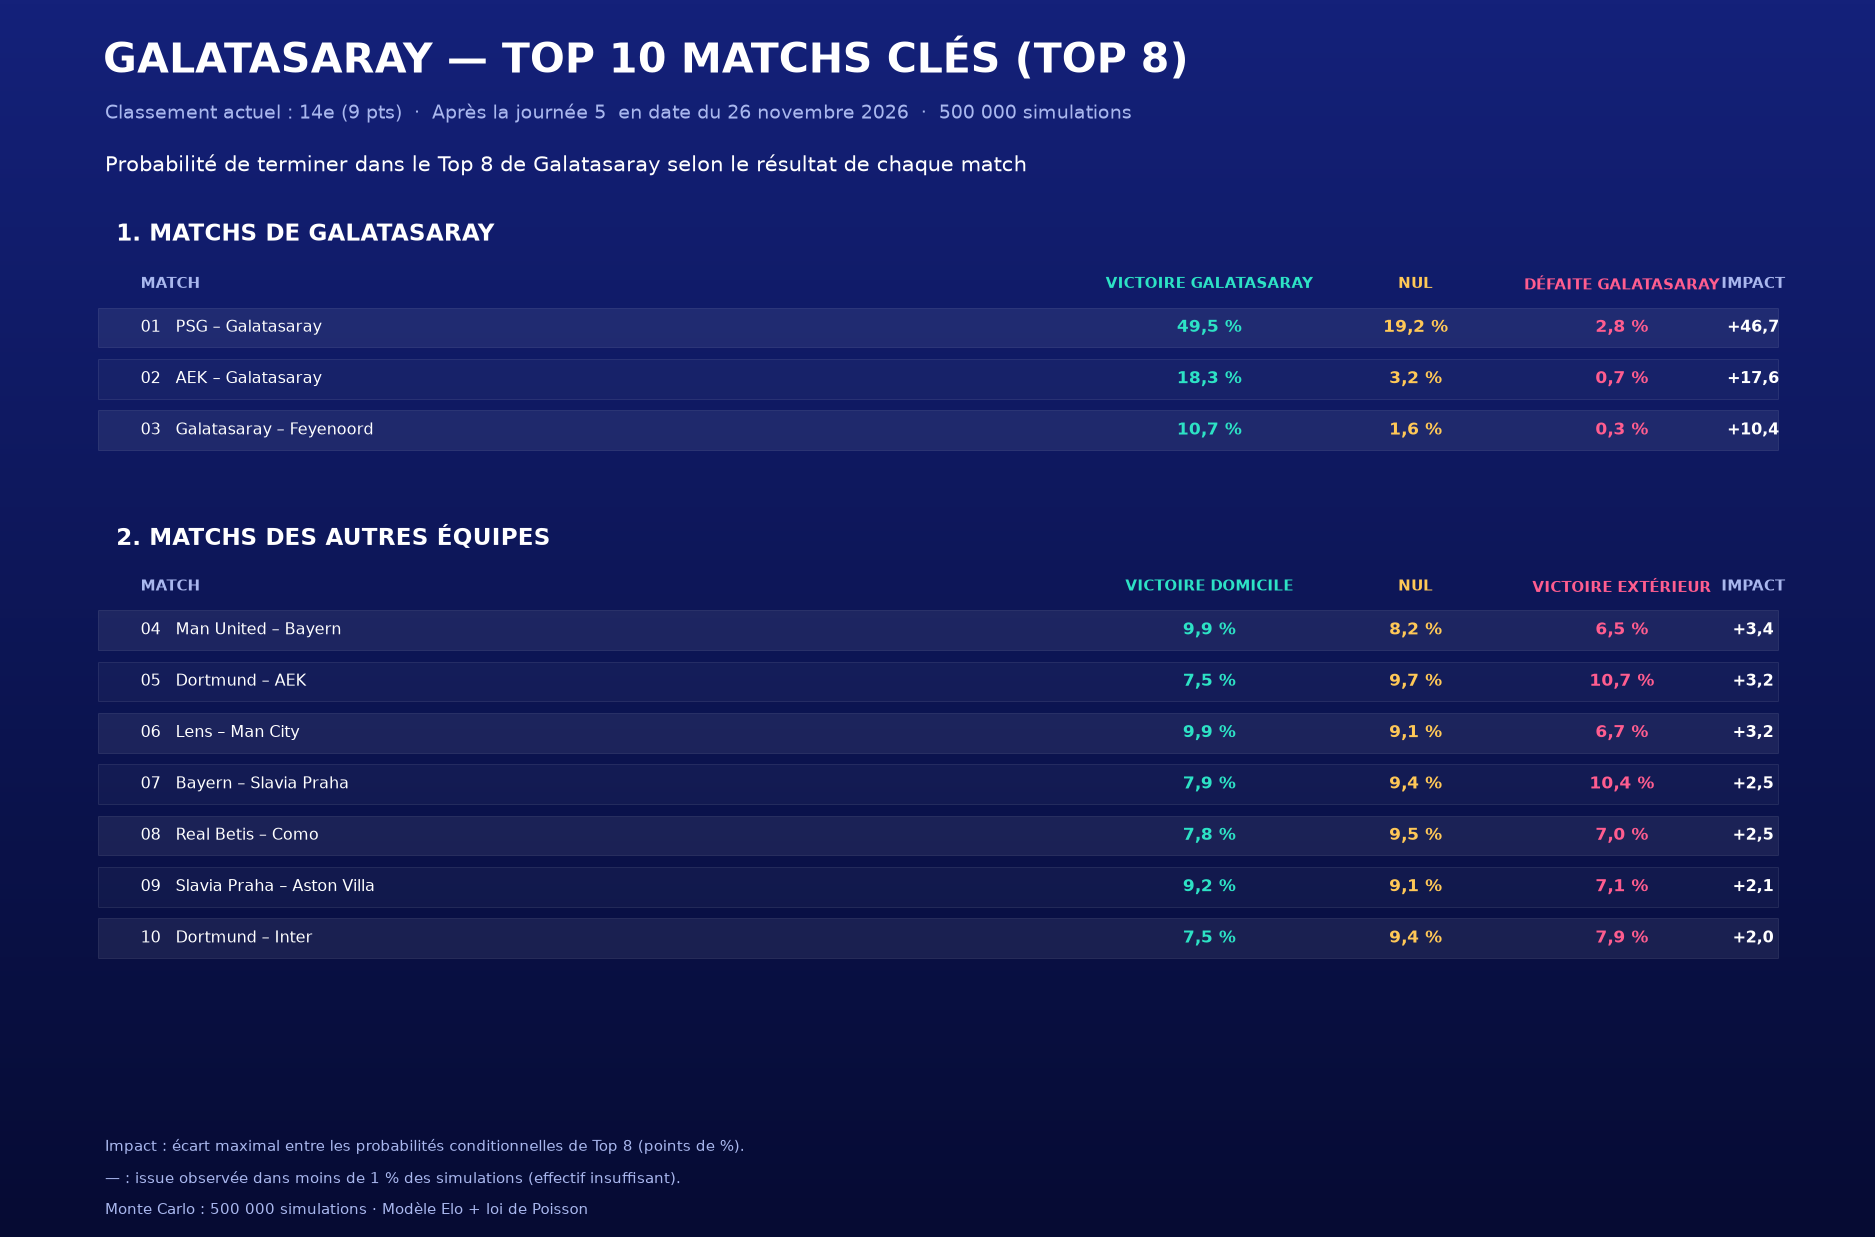 GALATASARAY — TOP 10 MATCHS CLÉS (TOP 8)
Classement actuel : 14e (9 pts) · Après la journée 5 en date du 26 novembre 2026 · 500 000 simulations
Probabilité de terminer dans le Top 8 de Galatasaray selon le résultat de chaque match
1. MATCHS DE GALATASARAY
MATCH VICTOIRE GALATASARAY NUL DÉFAITE GALATASARAY IMPACT
01 PSG – Galatasaray 49,5 % 19,2 % 2,8 % +46,7
02 AEK – Galatasaray 18,3 % 3,2 % 0,7 % +17,6
03 Galatasaray – Feyenoord 10,7 % 1,6 % 0,3 % +10,4
2. MATCHS DES AUTRES ÉQUIPES
MATCH VICTOIRE DOMICILE NUL VICTOIRE EXTÉRIEUR IMPACT
04 Man United – Bayern 9,9 % 8,2 % 6,5 % +3,4
05 Dortmund – AEK 7,5 % 9,7 % 10,7 % +3,2
06 Lens – Man City 9,9 % 9,1 % 6,7 % +3,2
07 Bayern – Slavia Praha 7,9 % 9,4 % 10,4 % +2,5
08 Real Betis – Como 7,8 % 9,5 % 7,0 % +2,5
09 Slavia Praha – Aston Villa 9,2 % 9,1 % 7,1 % +2,1
10 Dortmund – Inter 7,5 % 9,4 % 7,9 % +2,0
Impact : écart maximal entre les probabilités conditionnelles de Top 8 (points de %).
— : issue observée dans moins de 1 % des simulations (effectif insuffisant).
Monte Carlo : 500 000 simulations · Modèle Elo + loi de Poisson